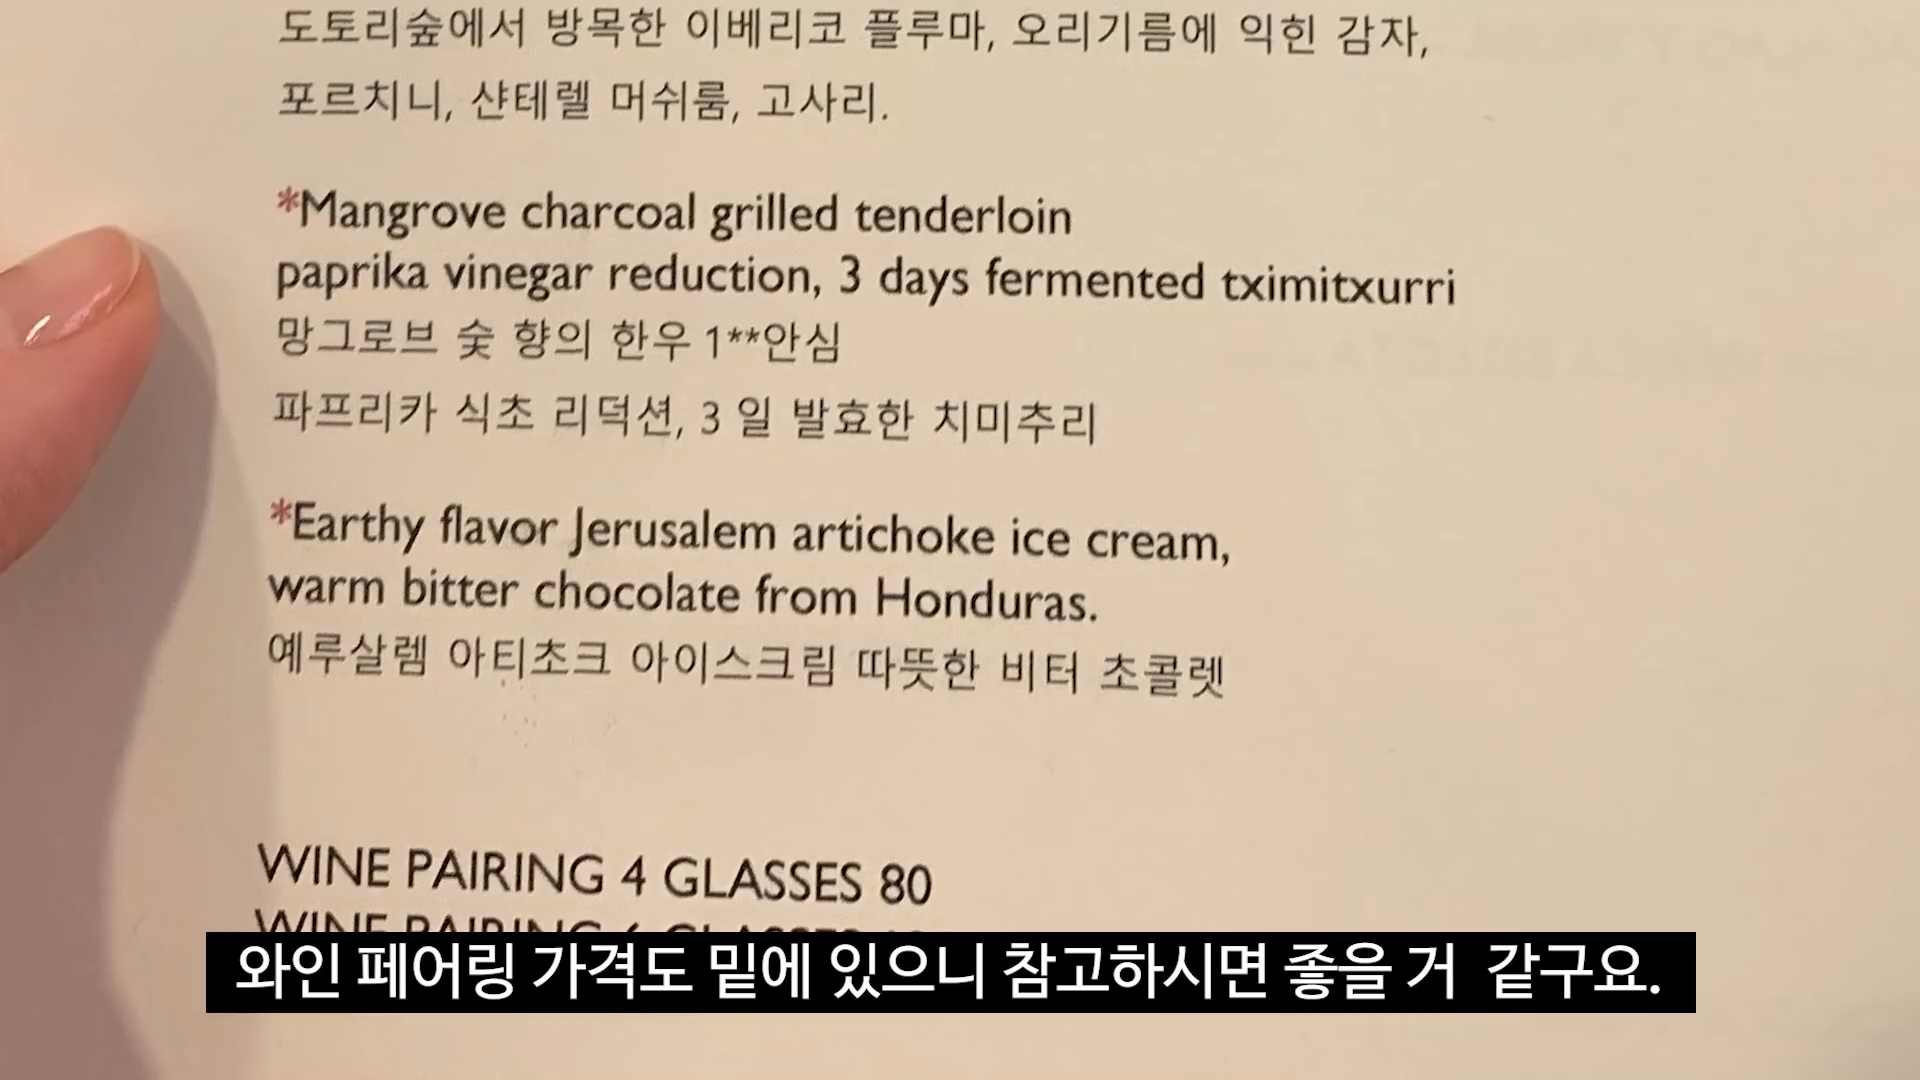 도토리숲에서 방목한 이베리코 플루마, 오리기름에 익힌 감자,
포르치니, 샨테렐 머쉬룸, 고사리.
*Mangrove charcoal grilled tenderloin
paprika vinegar reduction, 3 days fermented tximitxurri
망그로브 숯 향의 한우 1**안심
파프리카 식초 리덕션, 3 일 발효한 치미추리
*Earthy flavor Jerusalem artichoke ice cream,
warm bitter chocolate from Honduras.
예루살렘 아티초크 아이스크림 따뜻한 비터 초콜렛
WINE PAIRING 4 GLASSES 80
WINE PAIRING 6 GLASSES
와인 페어링 가격도 밑에 있으니 참고하시면 좋을 거 같구요.